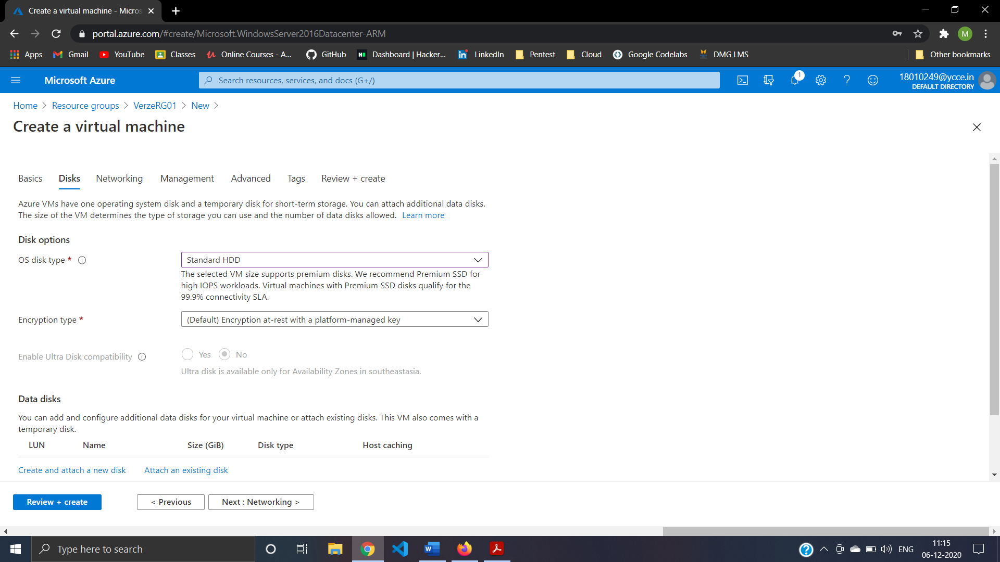 Create a virtual machine - Micros
portal.azure.com/#create/Microsoft.WindowsServer2016Datacenter-ARM
M
Apps Gmail YouTube Classes Online Courses - A... GitHub Dashboard | Hacker... LinkedIn Pentest Cloud Google Codelabs DMG LMS Other bookmarks
Microsoft Azure
Search resources, services, and docs (G+/)
1
18010249@ycce.in
DEFAULT DIRECTORY
Home > Resource groups > VerzeRG01 > New >
Create a virtual machine
Basics Disks Networking Management Advanced Tags Review + create
Azure VMs have one operating system disk and a temporary disk for short-term storage. You can attach additional data disks.
The size of the VM determines the type of storage you can use and the number of data disks allowed. Learn more
Disk options
OS disk type *
Standard HDD
The selected VM size supports premium disks. We recommend Premium SSD for
high IOPS workloads. Virtual machines with Premium SSD disks qualify for the
99.9% connectivity SLA.
Encryption type *
(Default) Encryption at-rest with a platform-managed key
Enable Ultra Disk compatibility
Yes No
Ultra disk is available only for Availability Zones in southeastasia.
Data disks
You can add and configure additional data disks for your virtual machine or attach existing disks. This VM also comes with a
temporary disk.
LUN Name Size (GiB) Disk type Host caching
Create and attach a new disk Attach an existing disk
Review + create < Previous Next : Networking >
Type here to search
ENG
11:15
06-12-2020